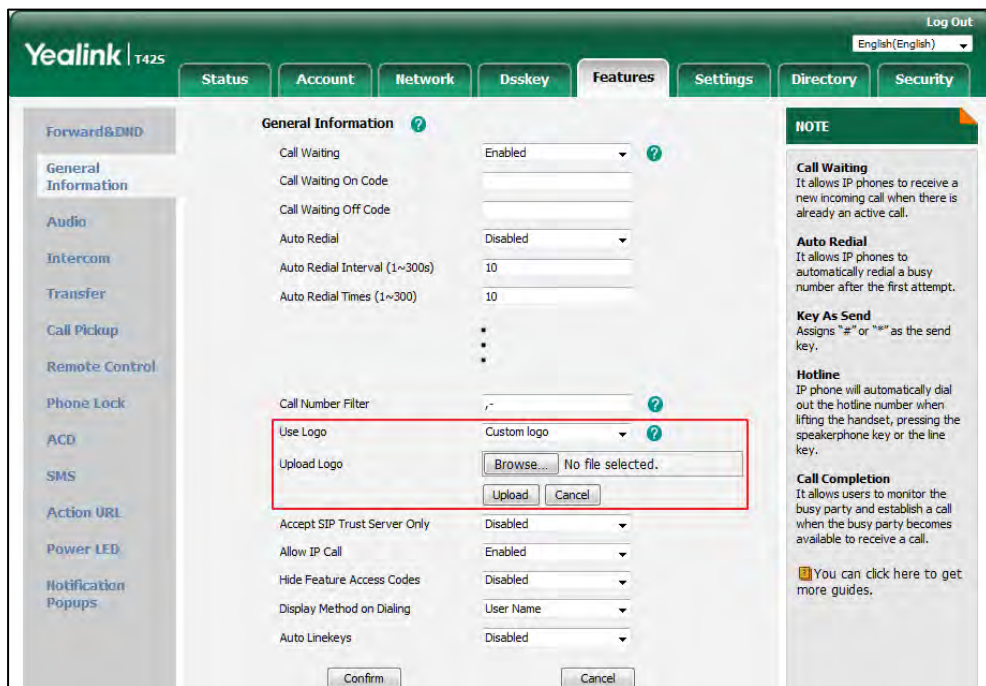 Log Out
Yealink T42S
English(English)
Status Account Network Dsskey Features Settings Directory Security
Forward&DND
General
Information
Audio
Intercom
Transfer
Call Pickup
Remote Control
Phone Lock
ACD
SMS
Action URL
Power LED
Notification
Popups
General Information ?
Call Waiting Enabled ?
Call Waiting On Code
Call Waiting Off Code
Auto Redial Disabled
Auto Redial Interval (1~300s) 10
Auto Redial Times (1~300) 10
Call Number Filter ,- ?
Use Logo Custom logo ?
Upload Logo Browse... No file selected.
Upload Cancel
Accept SIP Trust Server Only Disabled
Allow IP Call Enabled
Hide Feature Access Codes Disabled
Display Method on Dialing User Name
Auto Linekeys Disabled
Confirm Cancel
NOTE
Call Waiting
It allows IP phones to receive a
new incoming call when there is
already an active call.
Auto Redial
It allows IP phones to
automatically redial a busy
number after the first attempt.
Key As Send
Assigns "#" or "*" as the send
key.
Hotline
IP phone will automatically dial
out the hotline number when
lifting the handset, pressing the
speakerphone key or the line
key.
Call Completion
It allows users to monitor the
busy party and establish a call
when the busy party becomes
available to receive a call.
You can click here to get
more guides.